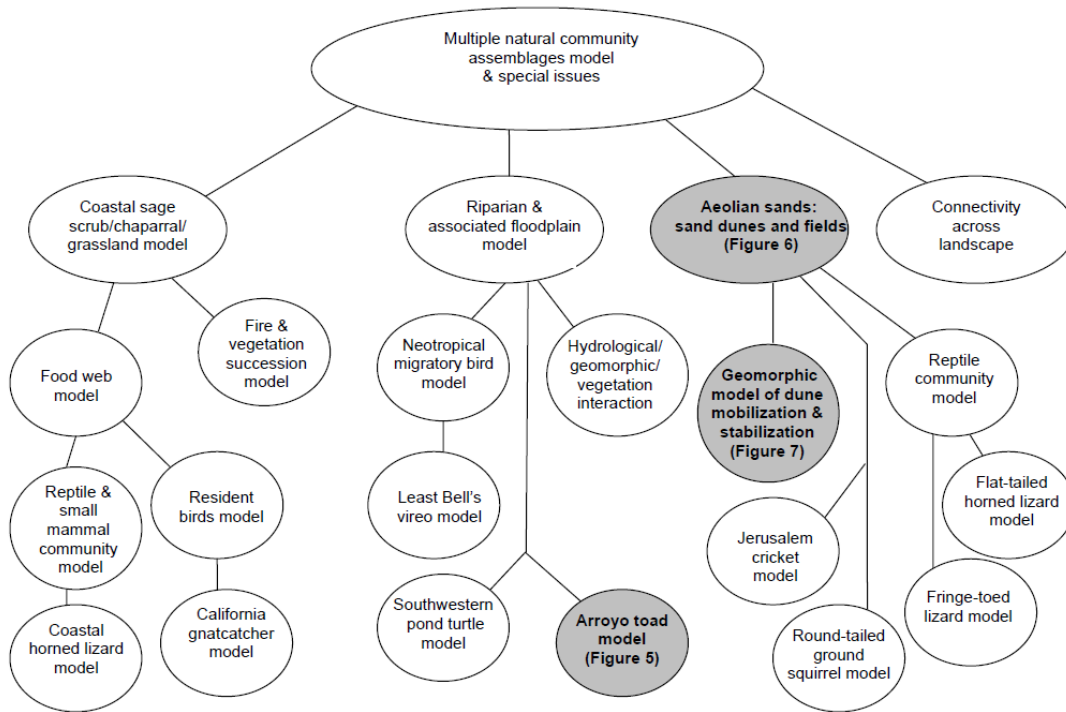 Multiple natural community
assemblages model
& special issues
Coastal sage
scrub/chaparral/
grassland model
Riparian &
associated floodplain
model
Aeolian sands:
sand dunes and fields
(Figure 6)
Connectivity
across
landscape
Food web
model
Fire &
vegetation
succession
model
Neotropical
migratory bird
model
Hydrological/
geomorphic/
vegetation
interaction
Geomorphic
model of dune
mobilization &
stabilization
(Figure 7)
Reptile
community
model
Reptile &
small
mammal
community
model
Resident
birds model
Least Bell's
vireo model
Jerusalem
cricket
model
Flat-tailed
horned lizard
model
Coastal
horned lizard
model
California
gnatcatcher
model
Southwestern
pond turtle
model
Arroyo toad
model
(Figure 5)
Round-tailed
ground
squirrel model
Fringe-toed
lizard model